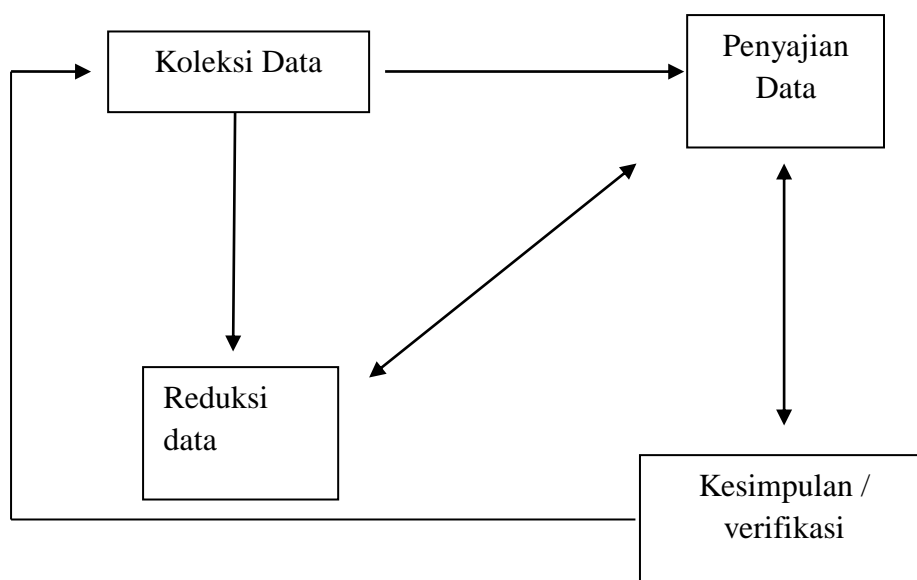 Koleksi Data
Penyajian
Data
Reduksi
data
Kesimpulan /
verifikasi